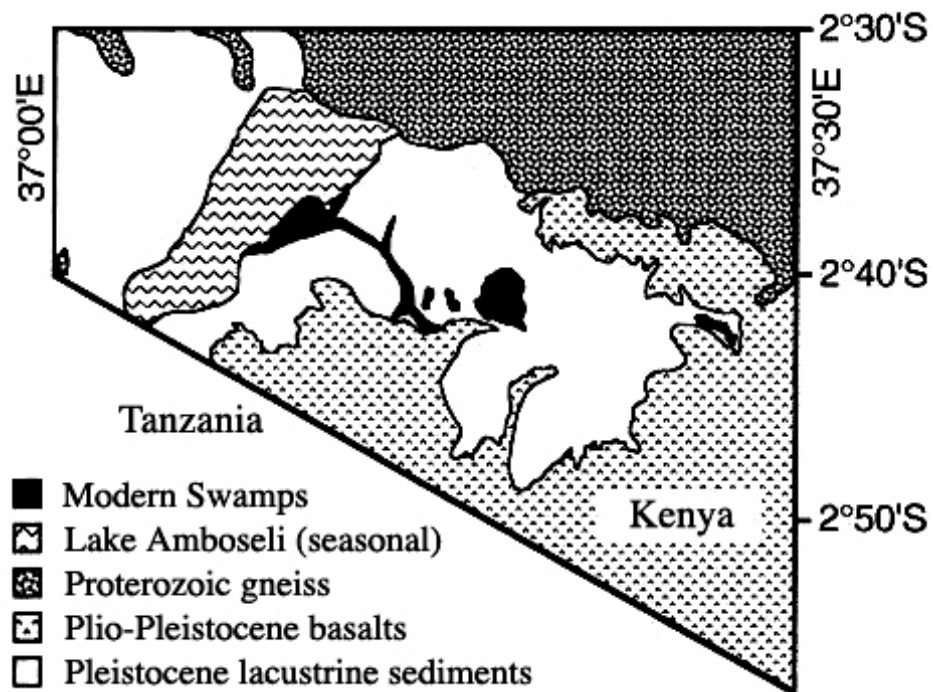 2°30'S
37°00'E
37°30'E
2°40'S
Tanzania
Modern Swamps
Kenya
2°50'S
Lake Amboseli (seasonal)
Proterozoic gneiss
Plio-Pleistocene basalts
Pleistocene lacustrine sediments